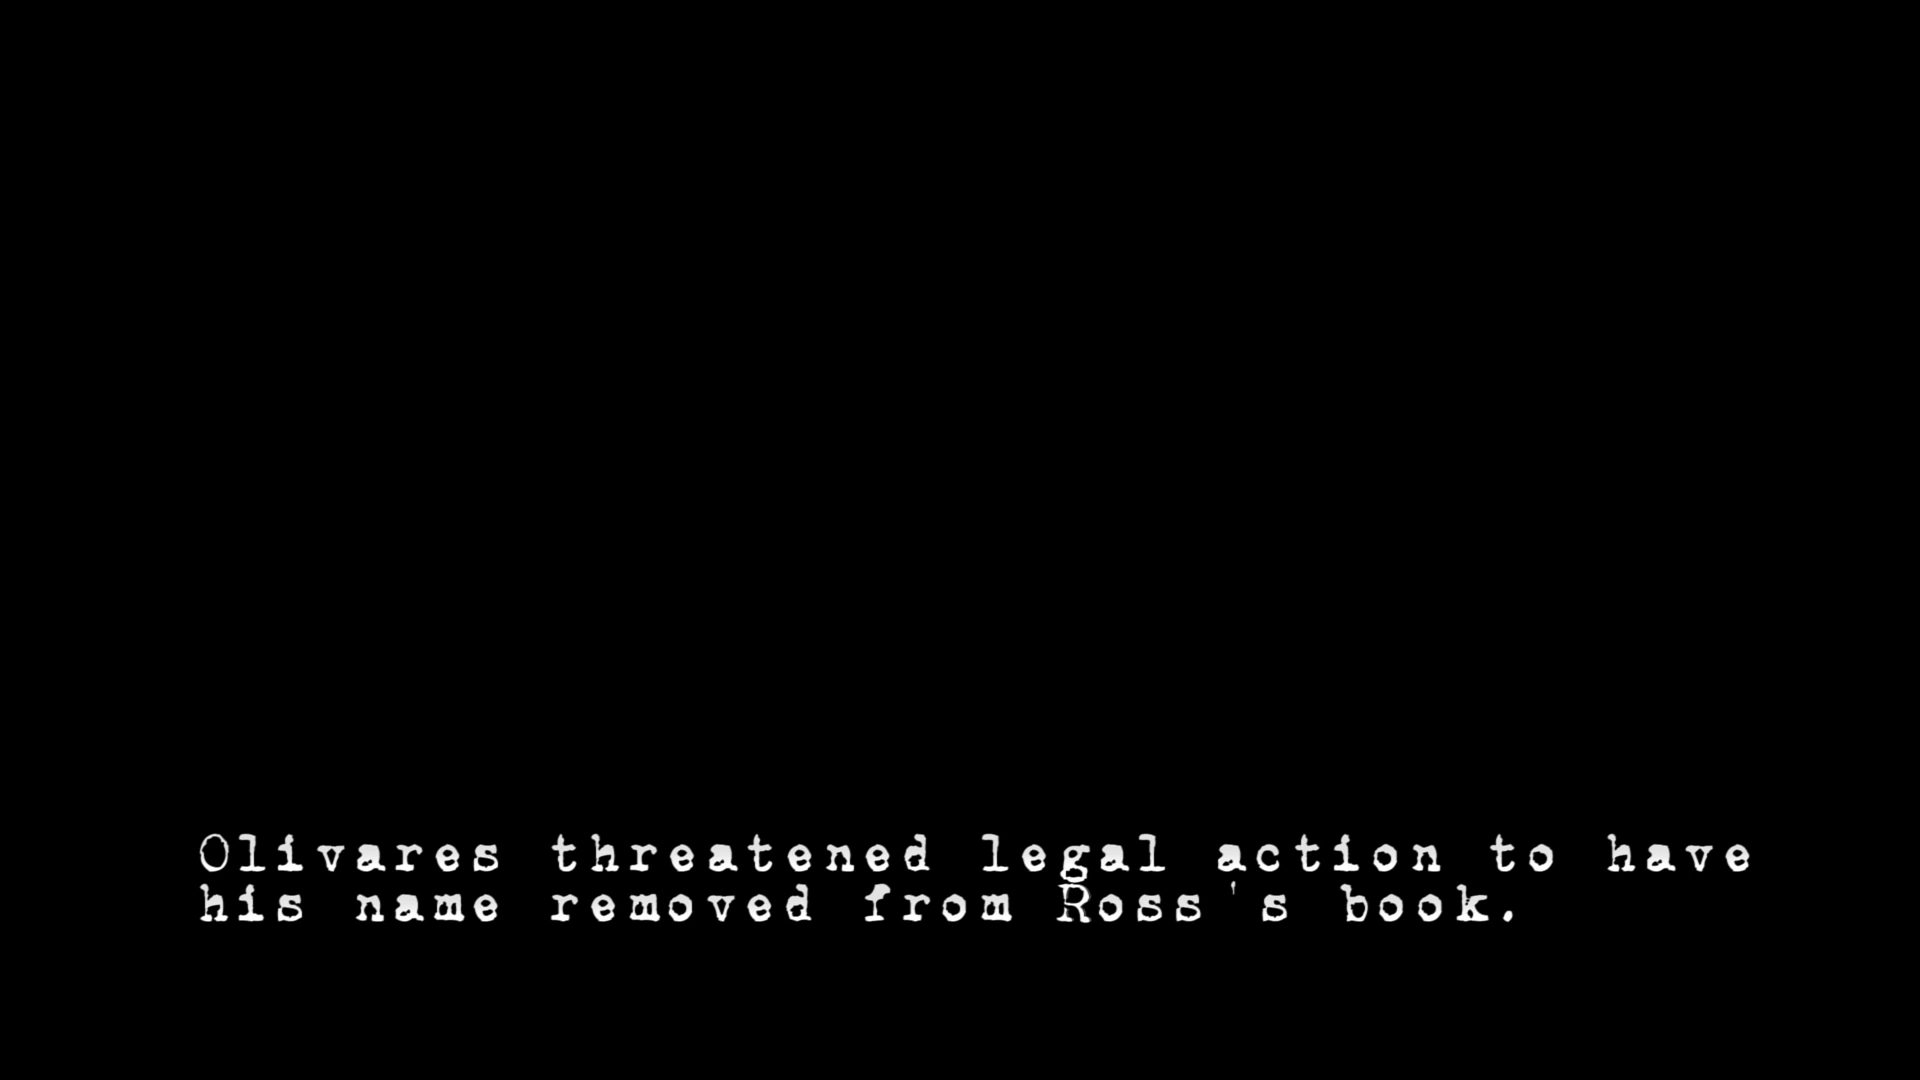 Olivares threatened legal action to have
his name removed from Ross's book.